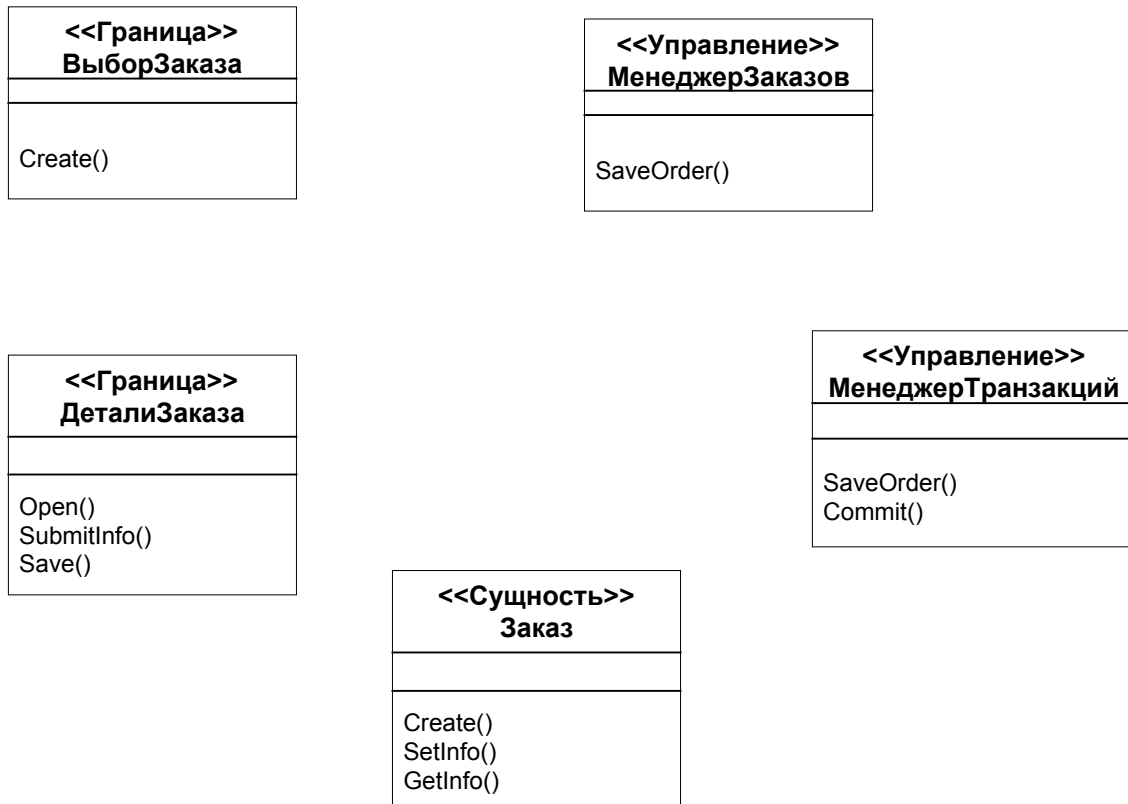 <<Граница>>
ВыборЗаказа
Create()
<<Управление>>
МенеджерЗаказов
SaveOrder()
<<Граница>>
ДеталиЗаказа
Open()
SubmitInfo()
Save()
<<Управление>>
МенеджерТранзакций
SaveOrder()
Commit()
<<Сущность>>
Заказ
Create()
SetInfo()
GetInfo()